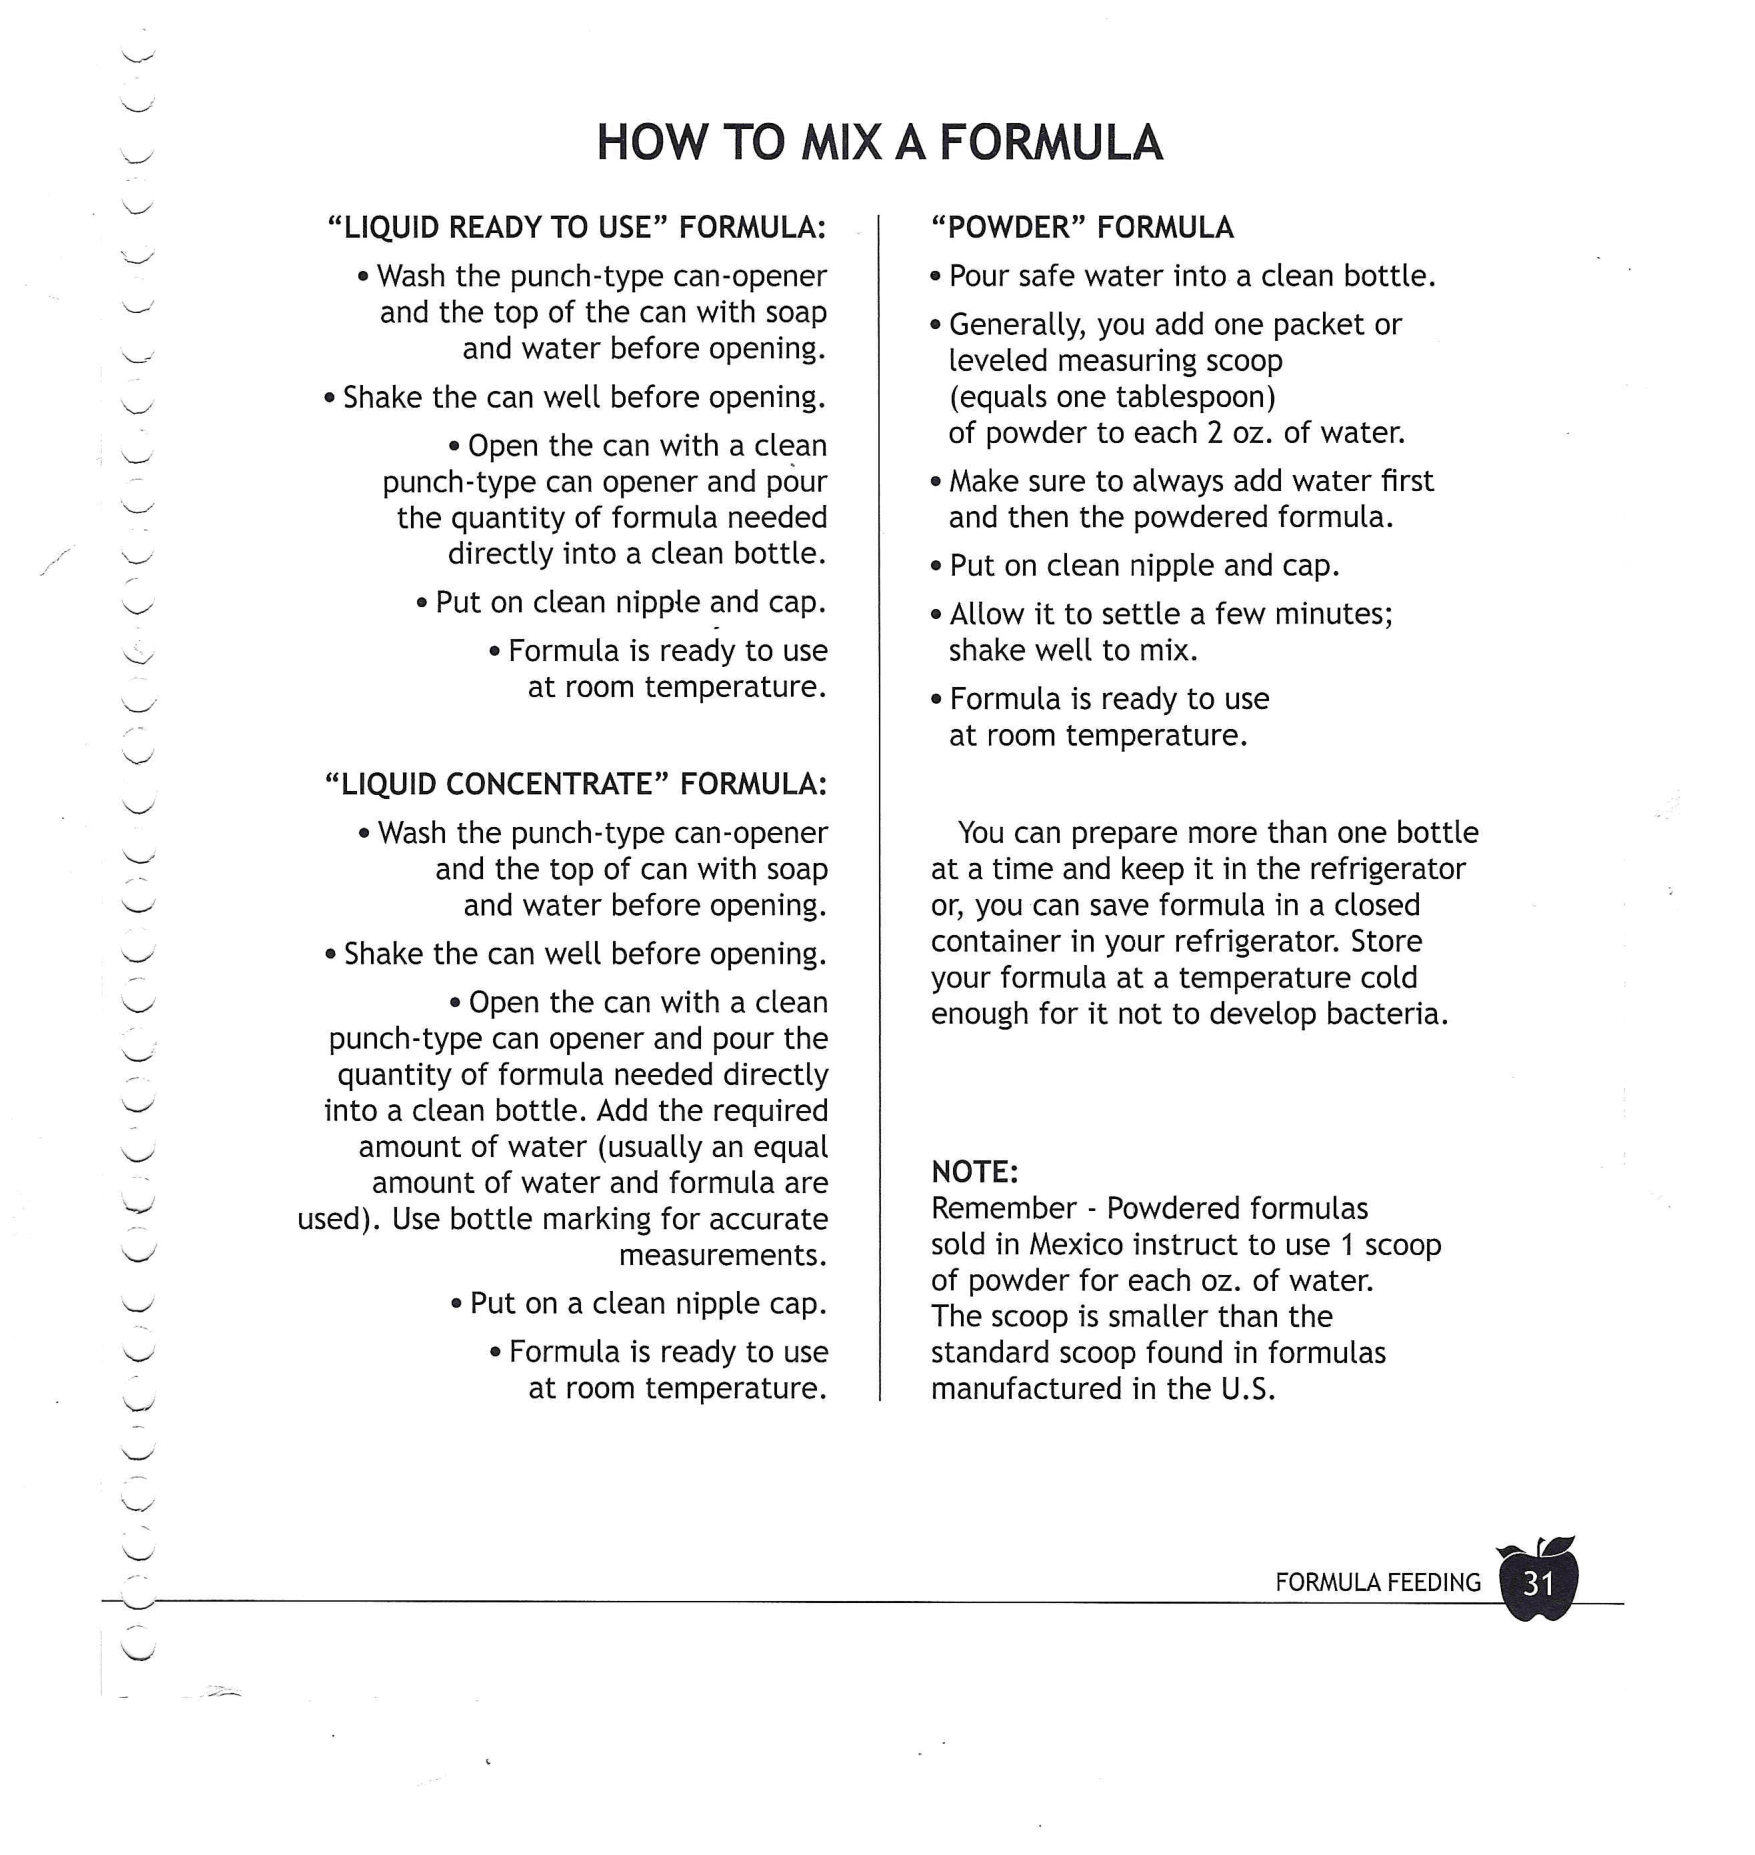 HOW TO MIX A FORMULA
“LIQUID READY TO USE” FORMULA:
• Wash the punch-type can-opener
and the top of the can with soap
and water before opening.
• Shake the can well before opening.
• Open the can with a clean
punch-type can opener and pour
the quantity of formula needed
directly into a clean bottle.
• Put on clean nipple and cap.
• Formula is ready to use
at room temperature.
“LIQUID CONCENTRATE” FORMULA:
• Wash the punch-type can-opener
and the top of can with soap
and water before opening.
• Shake the can well before opening.
• Open the can with a clean
punch-type can opener and pour the
quantity of formula needed directly
into a clean bottle. Add the required
amount of water (usually an equal
amount of water and formula are
used). Use bottle marking for accurate
measurements.
• Put on a clean nipple cap.
• Formula is ready to use
at room temperature.
“POWDER” FORMULA
• Pour safe water into a clean bottle.
• Generally, you add one packet or
leveled measuring scoop
(equals one tablespoon)
of powder to each 2 oz. of water.
• Make sure to always add water first
and then the powdered formula.
• Put on clean nipple and cap.
• Allow it to settle a few minutes;
shake well to mix.
• Formula is ready to use
at room temperature.
You can prepare more than one bottle
at a time and keep it in the refrigerator
or, you can save formula in a closed
container in your refrigerator. Store
your formula at a temperature cold
enough for it not to develop bacteria.
NOTE:
Remember - Powdered formulas
sold in Mexico instruct to use 1 scoop
of powder for each oz. of water.
The scoop is smaller than the
standard scoop found in formulas
manufactured in the U.S.
FORMULA FEEDING 31